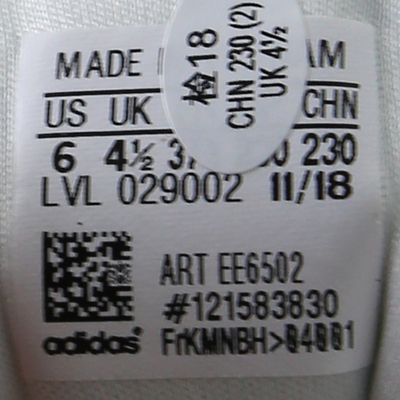 检18
CHN 230 (2)
UK 4½
MADE AM
US UK CHN
6 4½ 230
LVL 029002 11/18
ART EE6502
#121583830
adidas FrKMNBH>04001